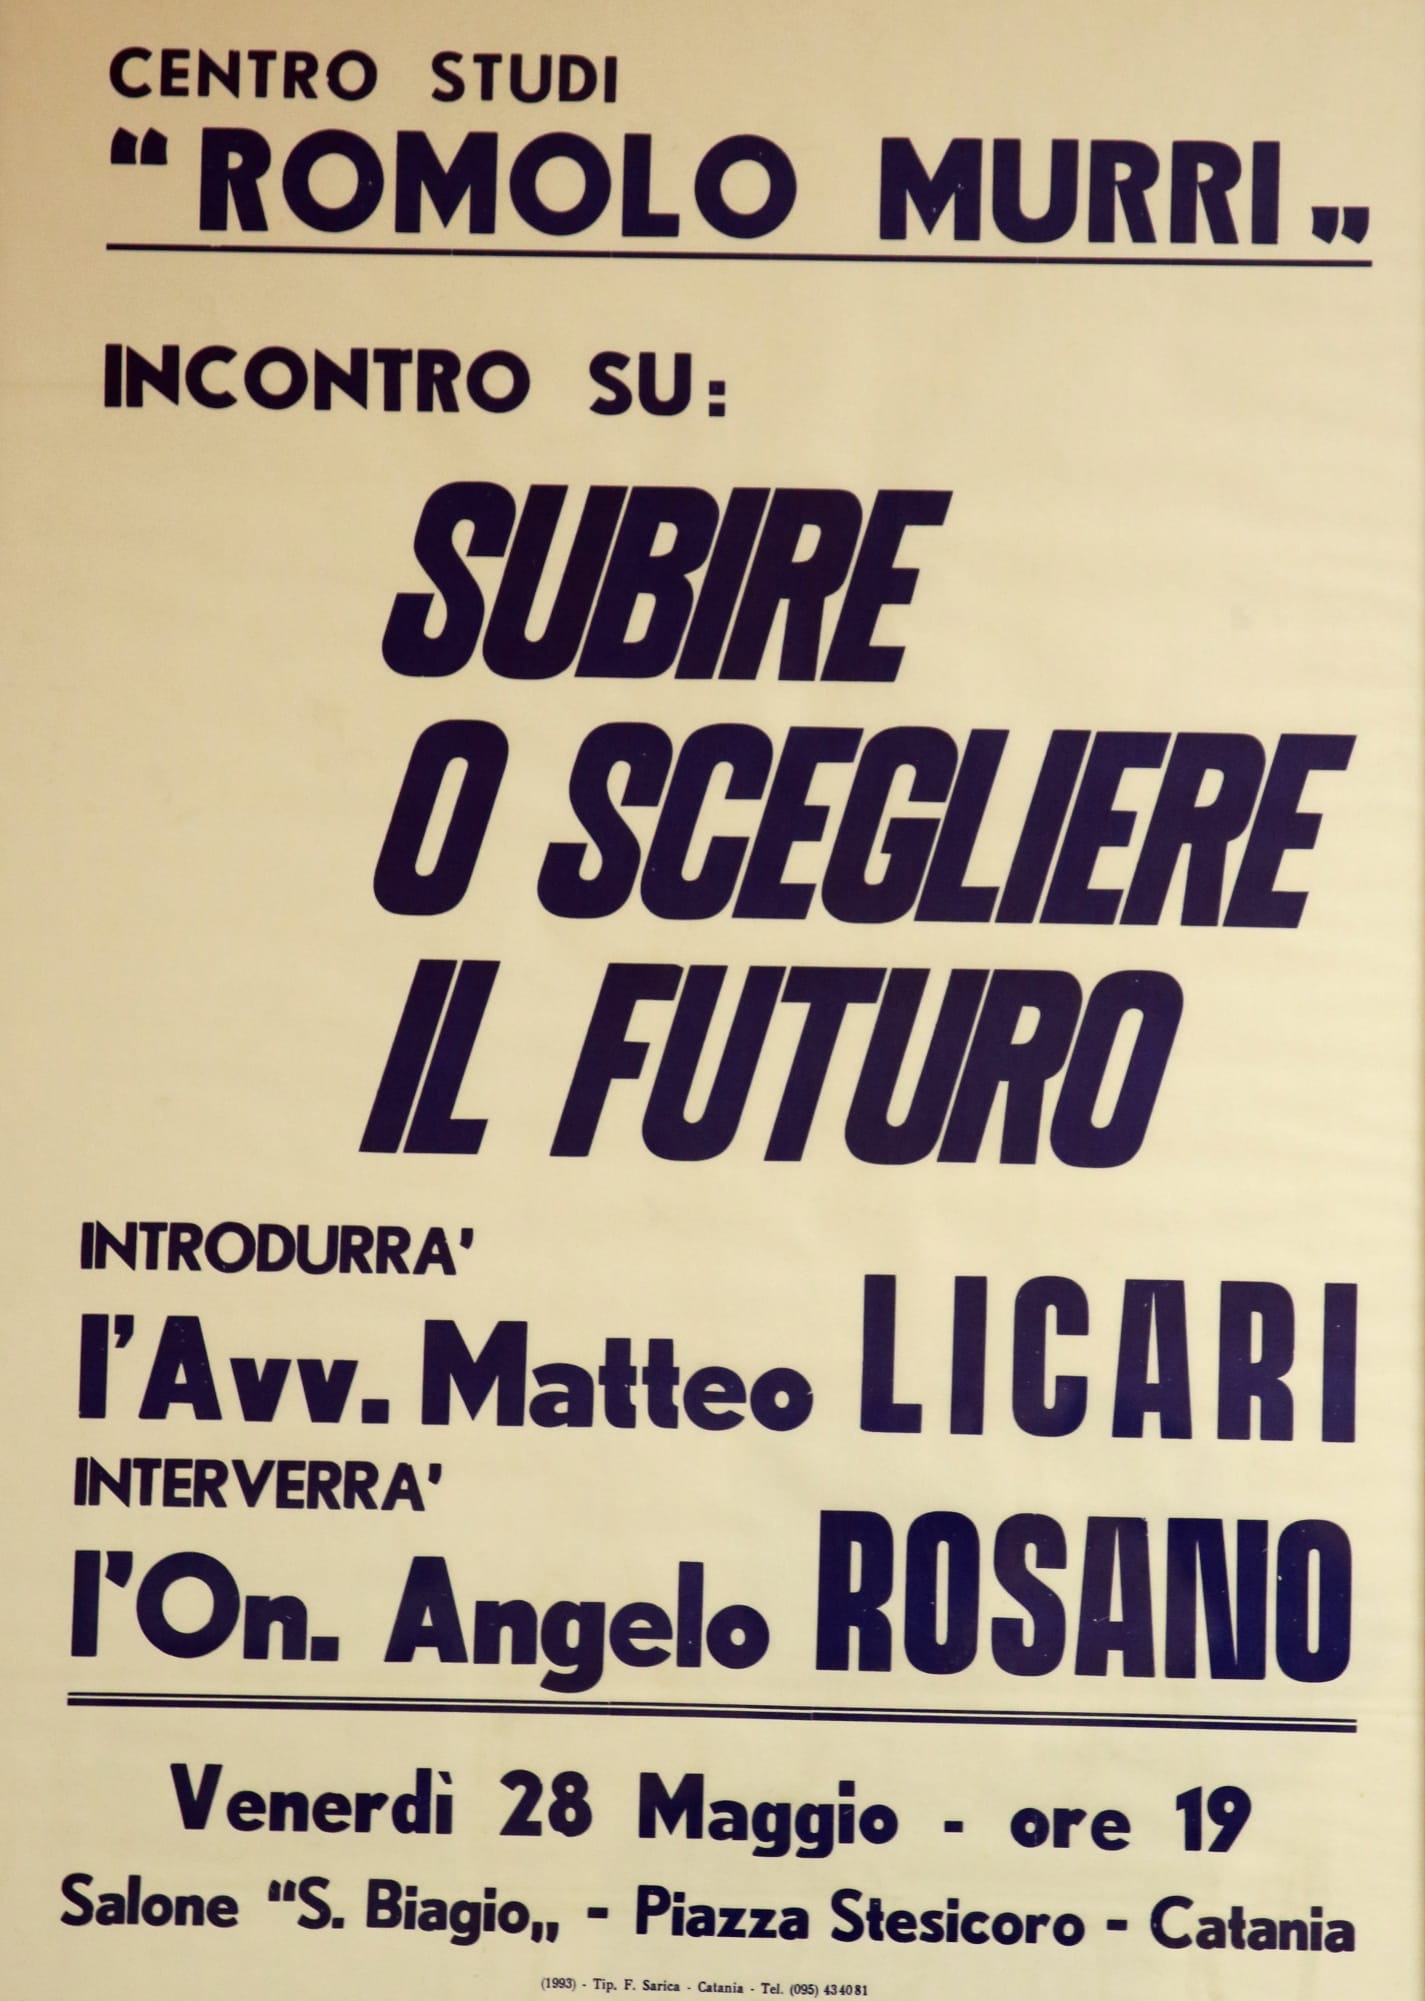 CENTRO STUDI
“ROMOLO MURRI„
INCONTRO SU:
SUBIRE
O SCEGLIERE
IL FUTURO
INTRODURRA'
l'Avv. Matteo LICARI
INTERVERRA'
l'On. Angelo ROSANO
Venerdì 28 Maggio - ore 19
Salone “S. Biagio„ - Piazza Stesicoro - Catania
(1993) - Tip. F. Sarica - Catania - Tel. (095) 434081